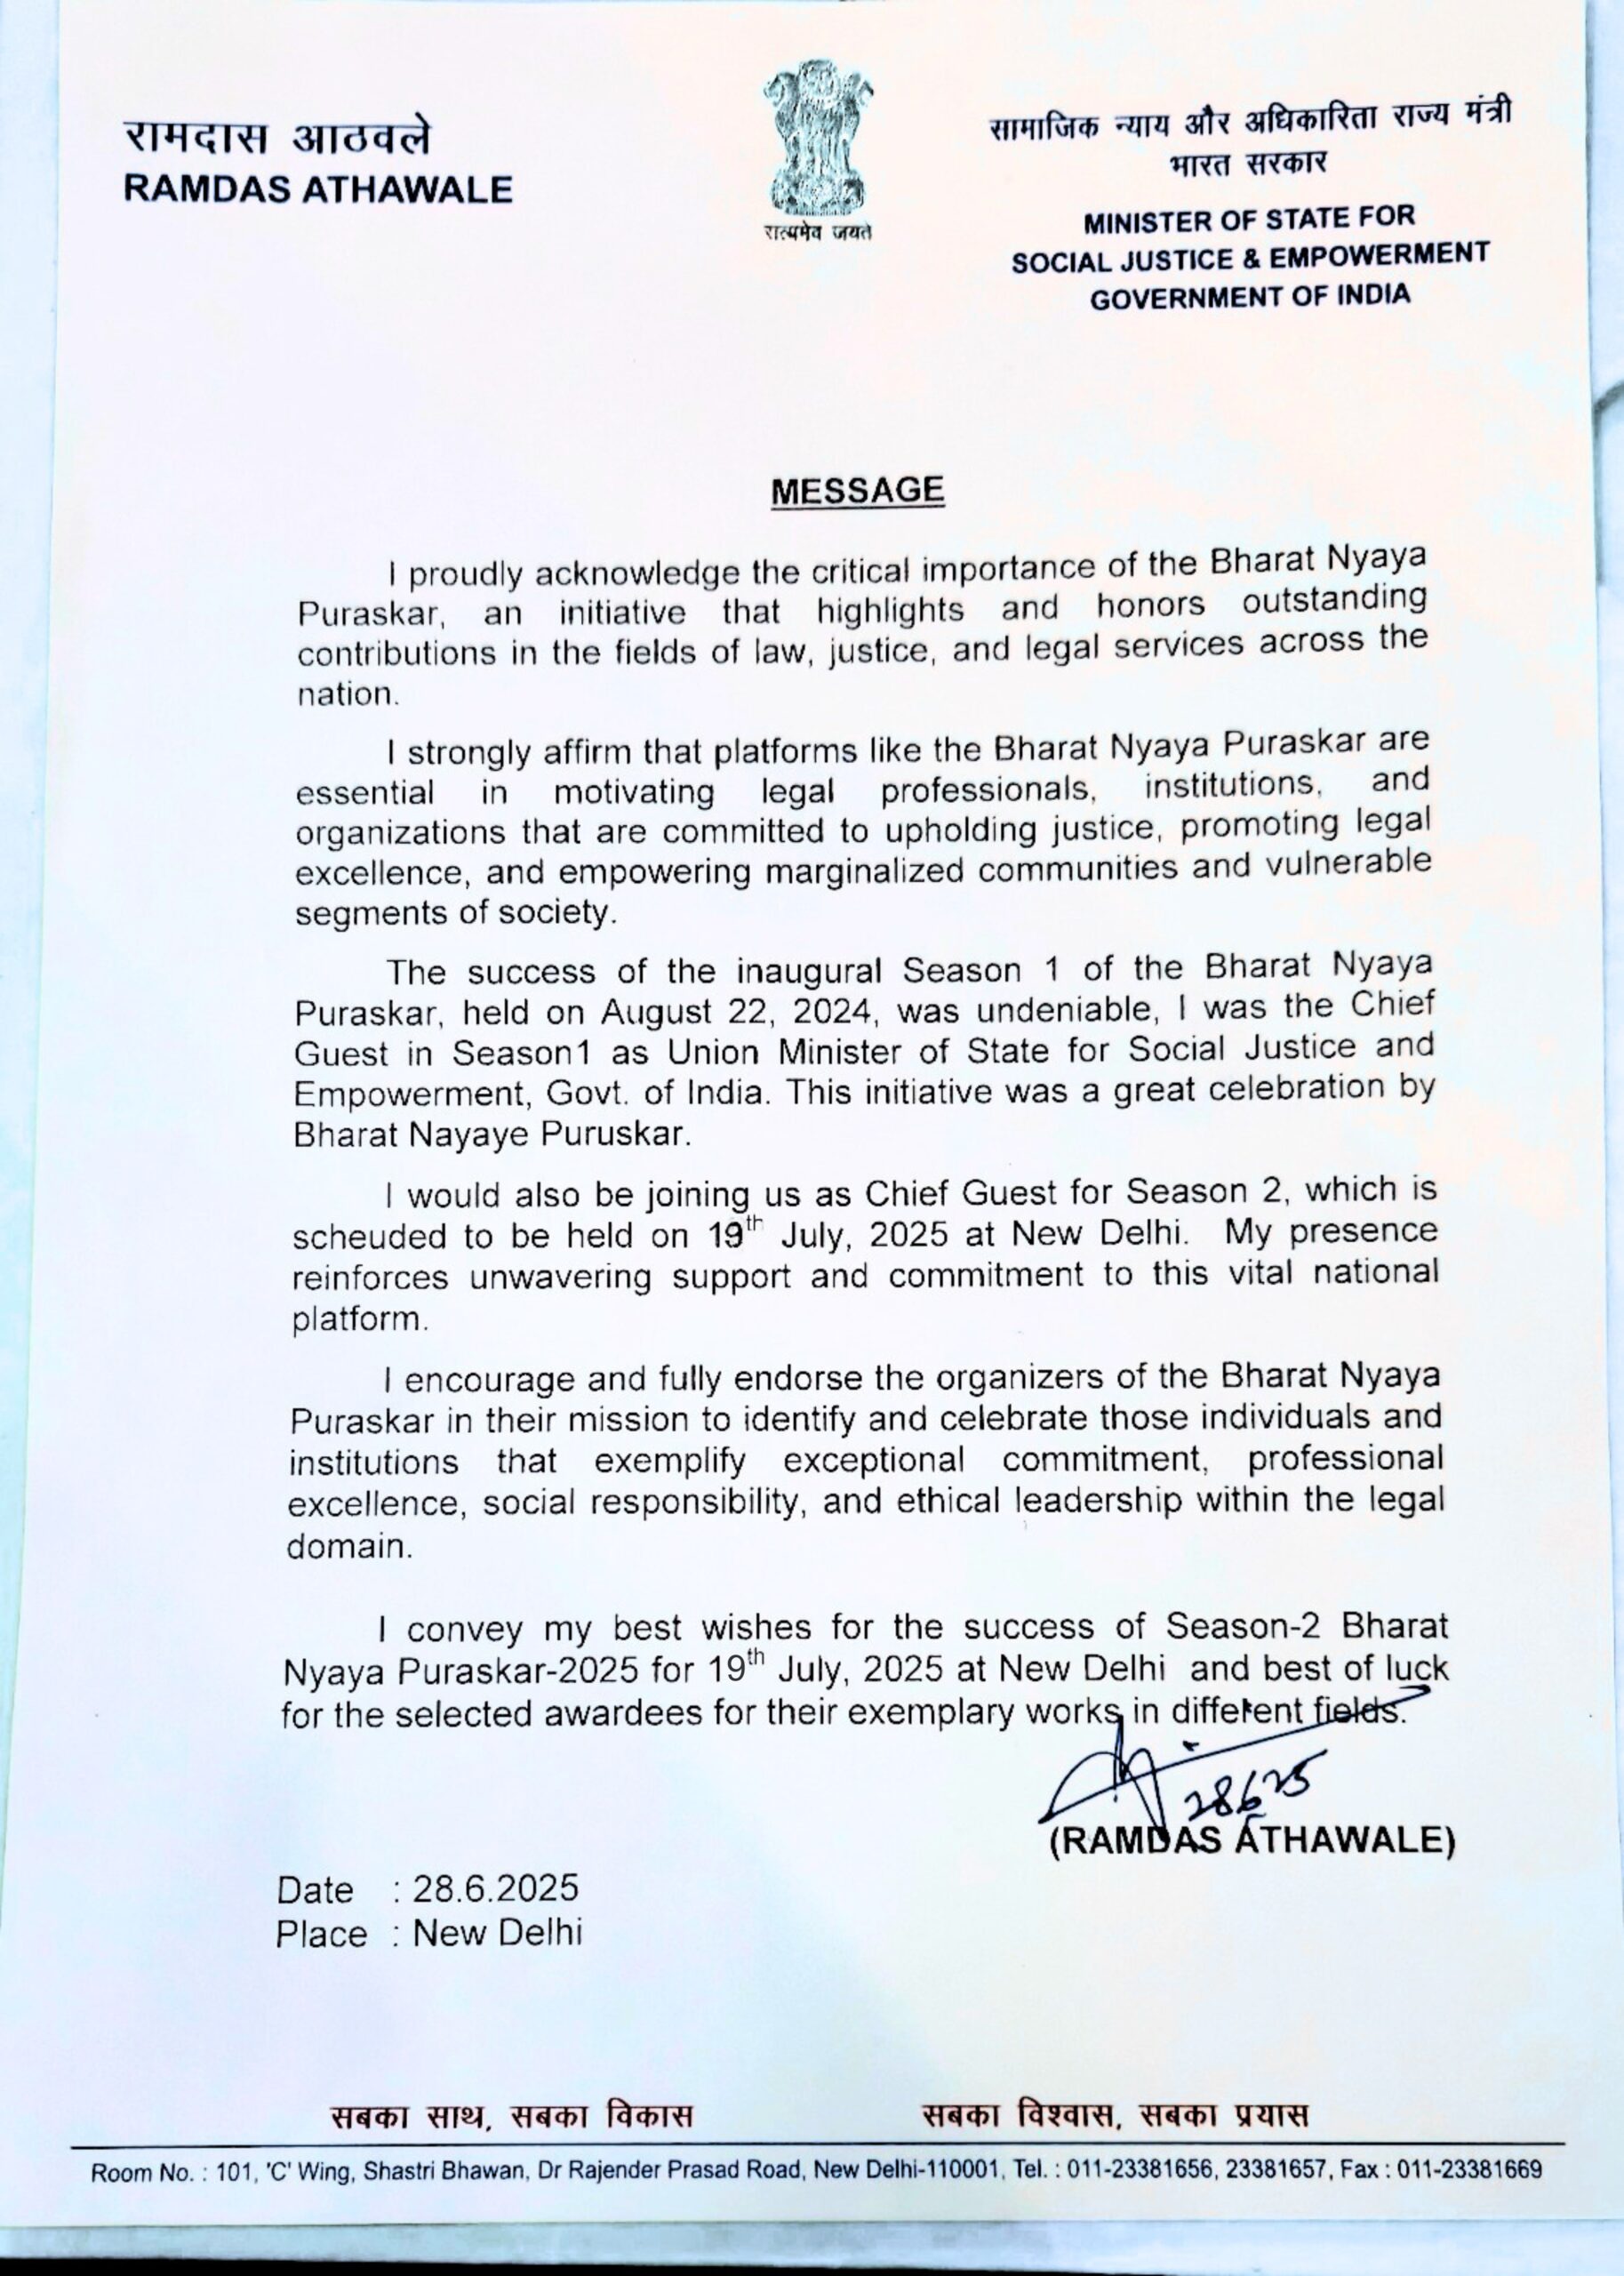 रामदास आठवले
RAMDAS ATHAWALE
सत्यमेव जयते
सामाजिक न्याय और अधिकारिता राज्य मंत्री
भारत सरकार
MINISTER OF STATE FOR
SOCIAL JUSTICE & EMPOWERMENT
GOVERNMENT OF INDIA
MESSAGE
I proudly acknowledge the critical importance of the Bharat Nyaya
Puraskar, an initiative that highlights and honors outstanding
contributions in the fields of law, justice, and legal services across the
nation.
I strongly affirm that platforms like the Bharat Nyaya Puraskar are
essential in motivating legal professionals, institutions, and
organizations that are committed to upholding justice, promoting legal
excellence, and empowering marginalized communities and vulnerable
segments of society.
The success of the inaugural Season 1 of the Bharat Nyaya
Puraskar, held on August 22, 2024, was undeniable, I was the Chief
Guest in Season1 as Union Minister of State for Social Justice and
Empowerment, Govt. of India. This initiative was a great celebration by
Bharat Nayaye Puruskar.
I would also be joining us as Chief Guest for Season 2, which is
scheuded to be held on 19th July, 2025 at New Delhi. My presence
reinforces unwavering support and commitment to this vital national
platform.
I encourage and fully endorse the organizers of the Bharat Nyaya
Puraskar in their mission to identify and celebrate those individuals and
institutions that exemplify exceptional commitment, professional
excellence, social responsibility, and ethical leadership within the legal
domain.
I convey my best wishes for the success of Season-2 Bharat
Nyaya Puraskar-2025 for 19th July, 2025 at New Delhi and best of luck
for the selected awardees for their exemplary works in different fields.
28625
(RAMDAS ATHAWALE)
Date : 28.6.2025
Place : New Delhi
सबका साथ, सबका विकास सबका विश्वास, सबका प्रयास
Room No. : 101, 'C' Wing, Shastri Bhawan, Dr Rajender Prasad Road, New Delhi-110001, Tel. : 011-23381656, 23381657, Fax : 011-23381669